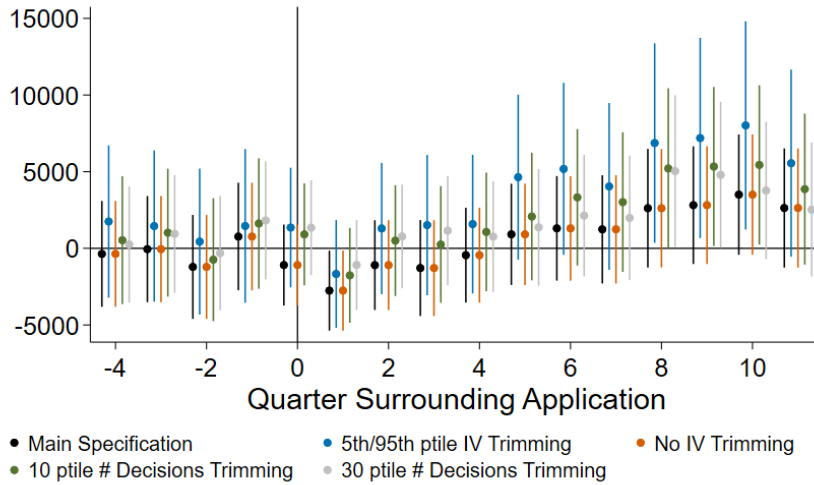 15000
10000
5000
0
-5000
-4 -2 0 2 4 6 8 10
Quarter Surrounding Application
Main Specification 5th/95th ptile IV Trimming No IV Trimming
10 ptile # Decisions Trimming 30 ptile # Decisions Trimming